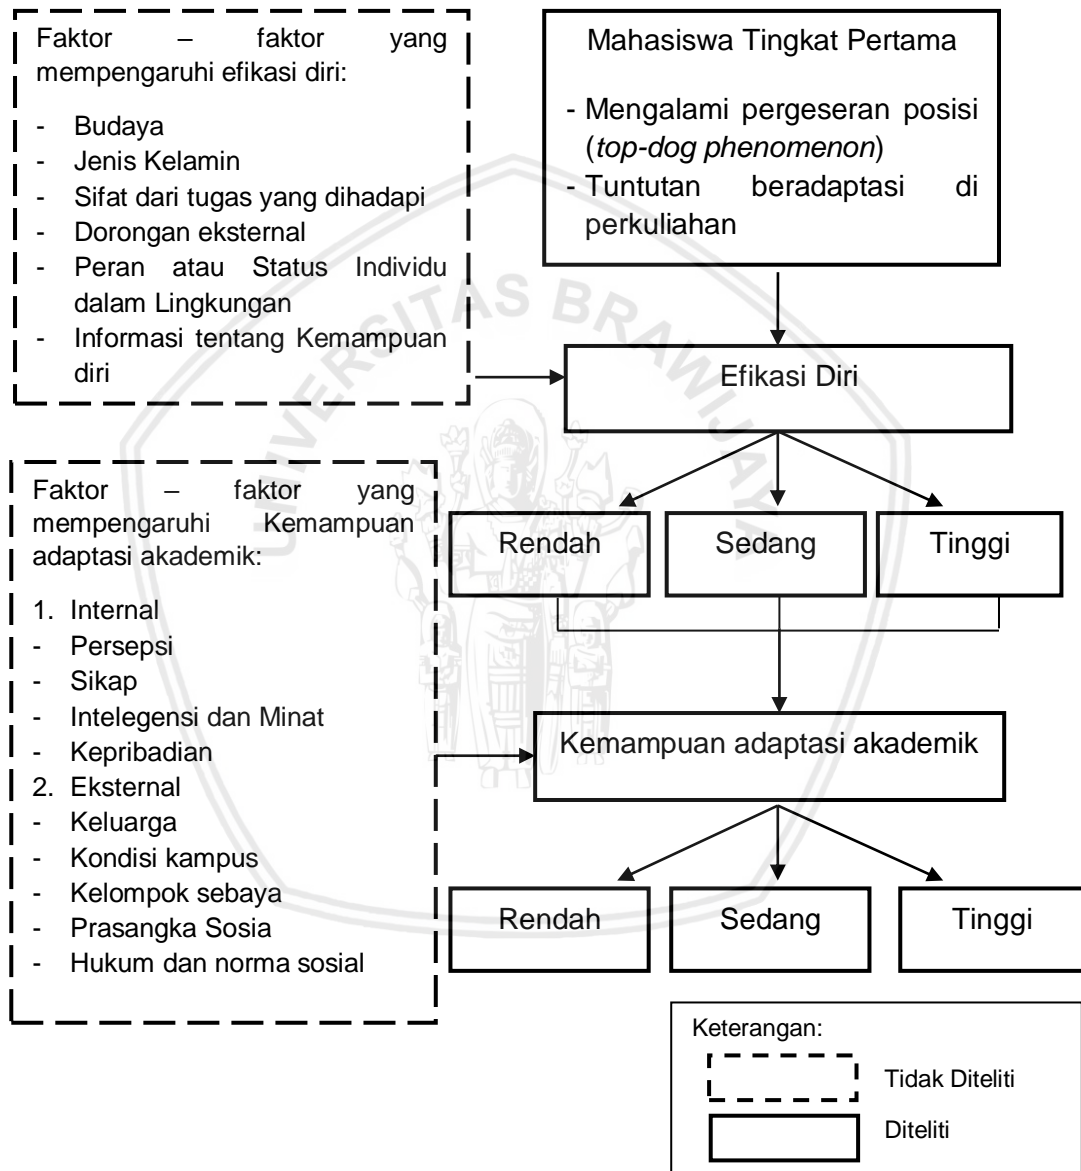 Faktor – faktor yang
mempengaruhi efikasi diri:
- Budaya
- Jenis Kelamin
- Sifat dari tugas yang dihadapi
- Dorongan eksternal
- Peran atau Status Individu
dalam Lingkungan
- Informasi tentang Kemampuan
diri
Mahasiswa Tingkat Pertama
- Mengalami pergeseran posisi
(top-dog phenomenon)
- Tuntutan beradaptasi di
perkuliahan
UNIVERSITAS BRAWIJAYA
Efikasi Diri
Rendah
Sedang
Tinggi
Faktor – faktor yang
mempengaruhi Kemampuan
adaptasi akademik:
1. Internal
- Persepsi
- Sikap
- Intelegensi dan Minat
- Kepribadian
2. Eksternal
- Keluarga
- Kondisi kampus
- Kelompok sebaya
- Prasangka Sosia
- Hukum dan norma sosial
Kemampuan adaptasi akademik
Rendah
Sedang
Tinggi
Keterangan:
Tidak Diteliti
Diteliti